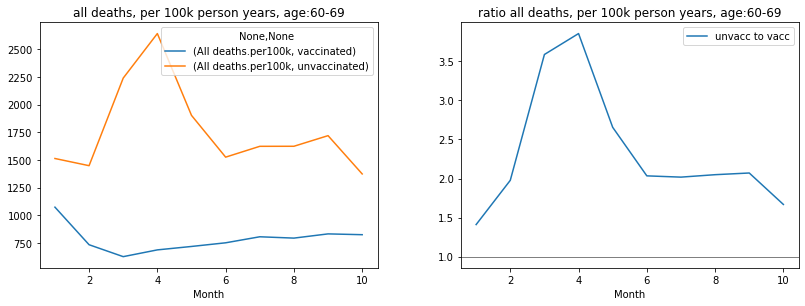 all deaths, per 100k person years, age:60-69
None,None
(All deaths.per100k, vaccinated)
(All deaths.per100k, unvaccinated)
2500
2250
2000
1750
1500
1250
1000
750
2 4 6 8 10
Month
ratio all deaths, per 100k person years, age:60-69
unvacc to vacc
4.0
3.5
3.0
2.5
2.0
1.5
1.0
2 4 6 8 10
Month